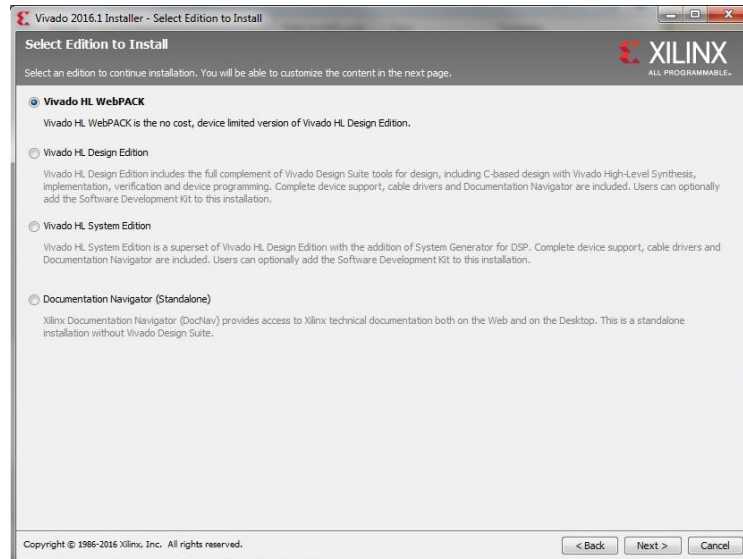 Vivado 2016.1 Installer - Select Edition to Install
Select Edition to Install
Select an edition to continue installation. You will be able to customize the content in the next page.
XILINX
ALL PROGRAMMABLE.
Vivado HL WebPACK
Vivado HL WebPACK is the no cost, device limited version of Vivado HL Design Edition.
Vivado HL Design Edition
Vivado HL Design Edition includes the full complement of Vivado Design Suite tools for design, including C-based design with Vivado High-Level Synthesis,
implementation, verification and device programming. Complete device support, cable drivers and Documentation Navigator are included. Users can optionally
add the Software Development Kit to this installation.
Vivado HL System Edition
Vivado HL System Edition is a superset of Vivado HL Design Edition with the addition of System Generator for DSP. Complete device support, cable drivers and
Documentation Navigator are included. Users can optionally add the Software Development Kit to this installation.
Documentation Navigator (Standalone)
Xilinx Documentation Navigator (DocNav) provides access to Xilinx technical documentation both on the Web and on the Desktop. This is a standalone
installation without Vivado Design Suite.
Copyright © 1986-2016 Xilinx, Inc. All rights reserved.
< Back Next > Cancel